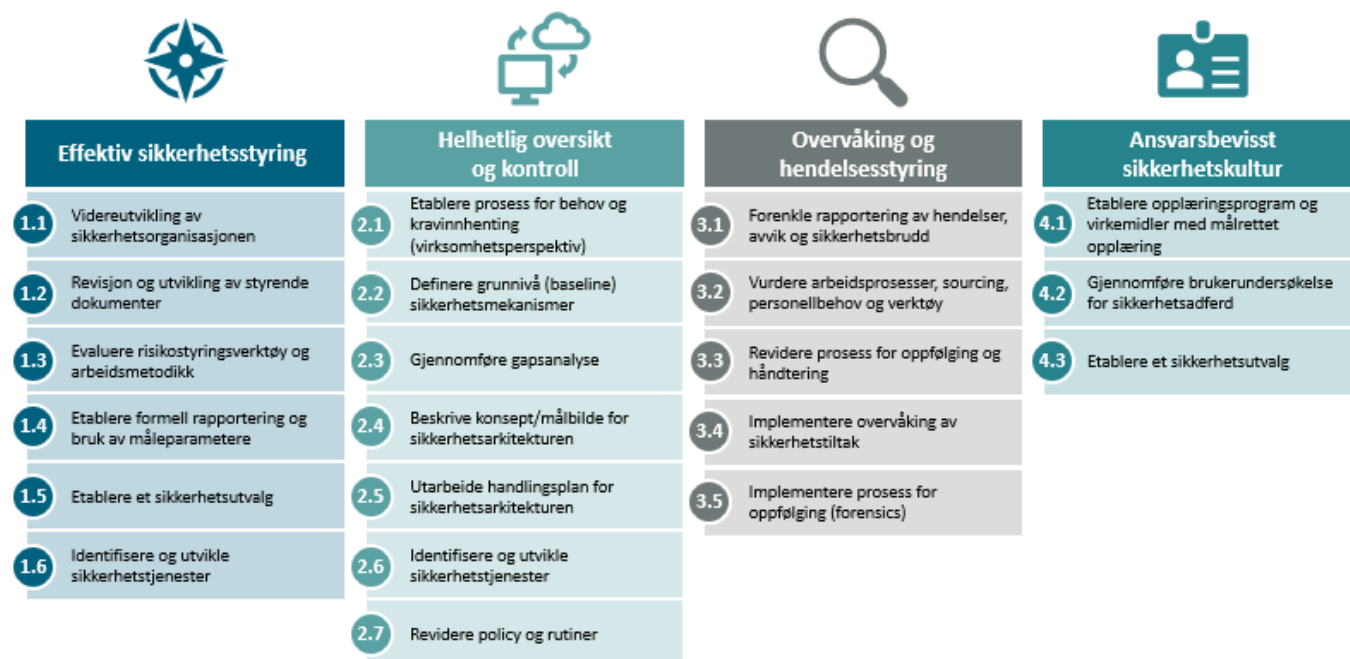 Effektiv sikkerhetsstyring
1.1
Videreutvikling av
sikkerhetsorganisasjonen
1.2
Revisjon og utvikling av styrende
dokumenter
1.3
Evaluere risikostyringsverktøy og
arbeidsmetodikk
1.4
Etablere formell rapportering og
bruk av måleparametere
1.5
Etablere et sikkerhetsutvalg
1.6
Identifisere og utvikle
sikkerhetstjenester
Helhetlig oversikt
og kontroll
2.1
Etablere prosess for behov og
kravinnhenting
(virksomhetsperspektiv)
2.2
Definere grunnivå (baseline)
sikkerhetsmekanismer
2.3
Gjennomføre gapsanalyse
2.4
Beskrive konsept/målbilde for
sikkerhetsarkitekturen
2.5
Utarbeide handlingsplan for
sikkerhetsarkitekturen
2.6
Identifisere og utvikle
sikkerhetstjenester
2.7
Revidere policy og rutiner
Overvåking og
hendelsesstyring
3.1
Forenkle rapportering av hendelser,
avvik og sikkerhetsbrudd
3.2
Vurdere arbeidsprosesser, sourcing,
personellbehov og verktøy
3.3
Revidere prosess for oppfølging og
håndtering
3.4
Implementere overvåking av
sikkerhetstiltak
3.5
Implementere prosess for
oppfølging (forensics)
Ansvarsbevisst
sikkerhetskultur
4.1
Etablere opplæringsprogram og
virkemidler med målrettet
opplæring
4.2
Gjennomføre brukerundersøkelse
for sikkerhetsadferd
4.3
Etablere et sikkerhetsutvalg